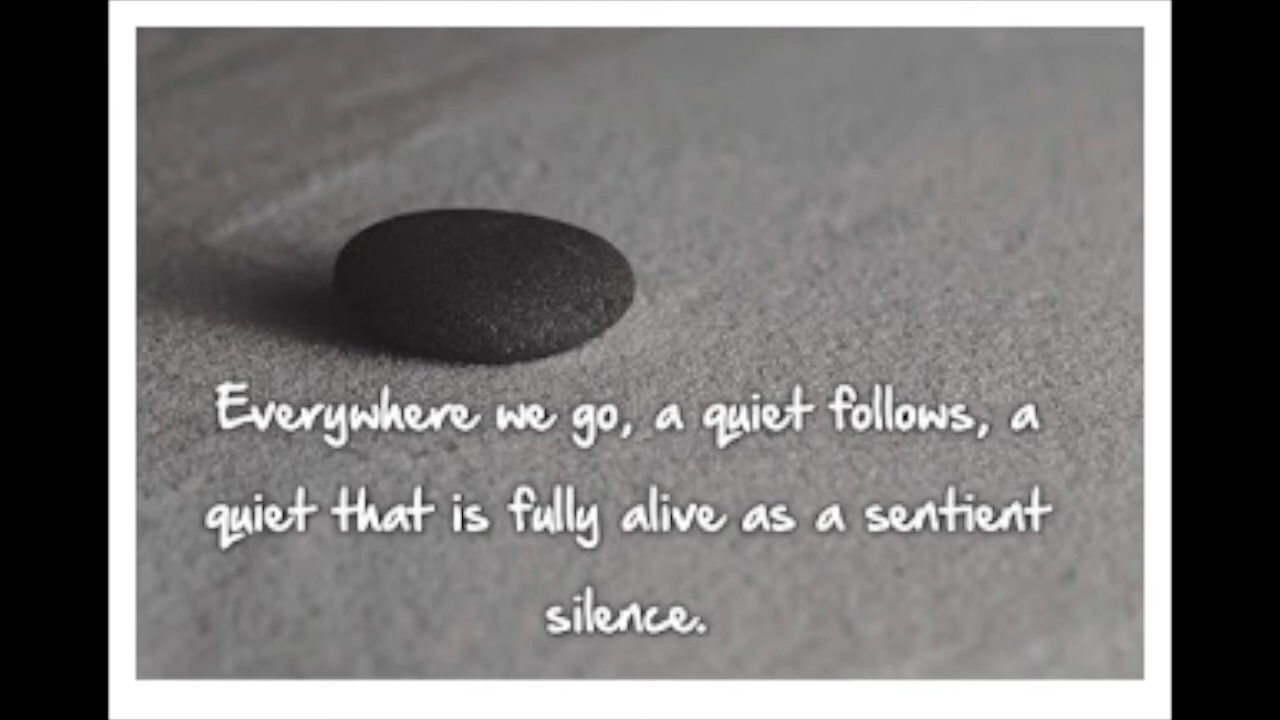 Everywhere we go, a quiet follows, a
quiet that is fully alive as a sentient
silence.